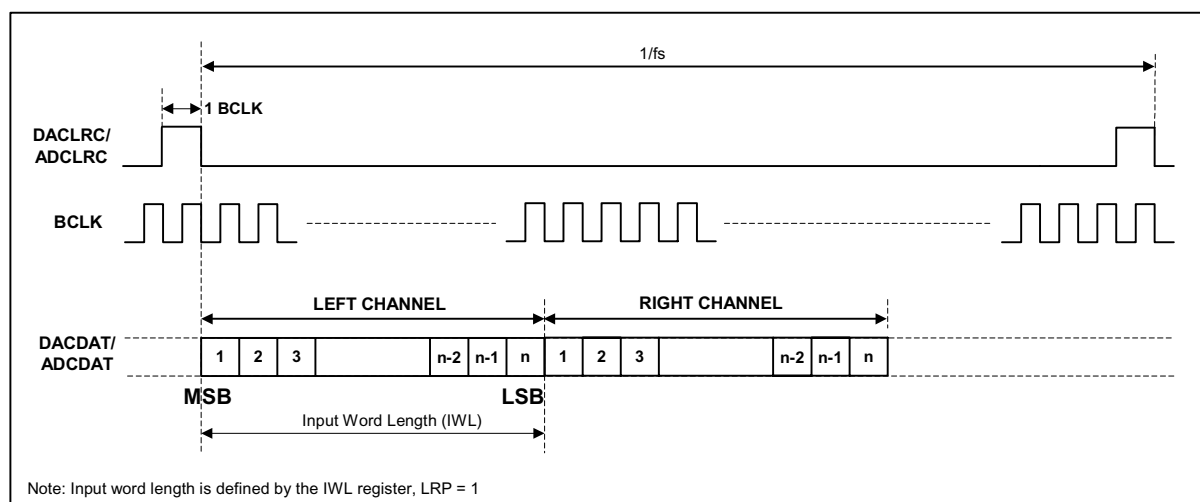 1/fs
1 BCLK
DACLRC/
ADCLRC
BCLK
LEFT CHANNEL RIGHT CHANNEL
DACDAT/
ADCDAT
1 2 3 n-2 n-1 n 1 2 3 n-2 n-1 n
MSB LSB
Input Word Length (IWL)
Note: Input word length is defined by the IWL register, LRP = 1